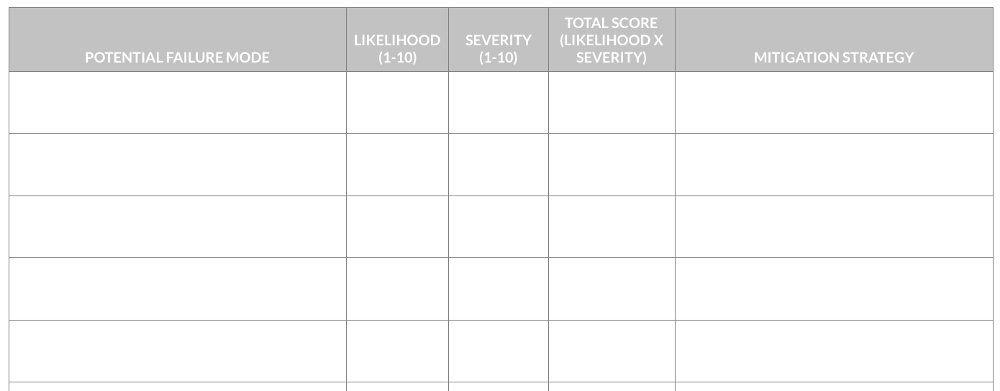 POTENTIAL FAILURE MODE
LIKELIHOOD
(1-10)
SEVERITY
(1-10)
TOTAL SCORE
(LIKELIHOOD X
SEVERITY)
MITIGATION STRATEGY